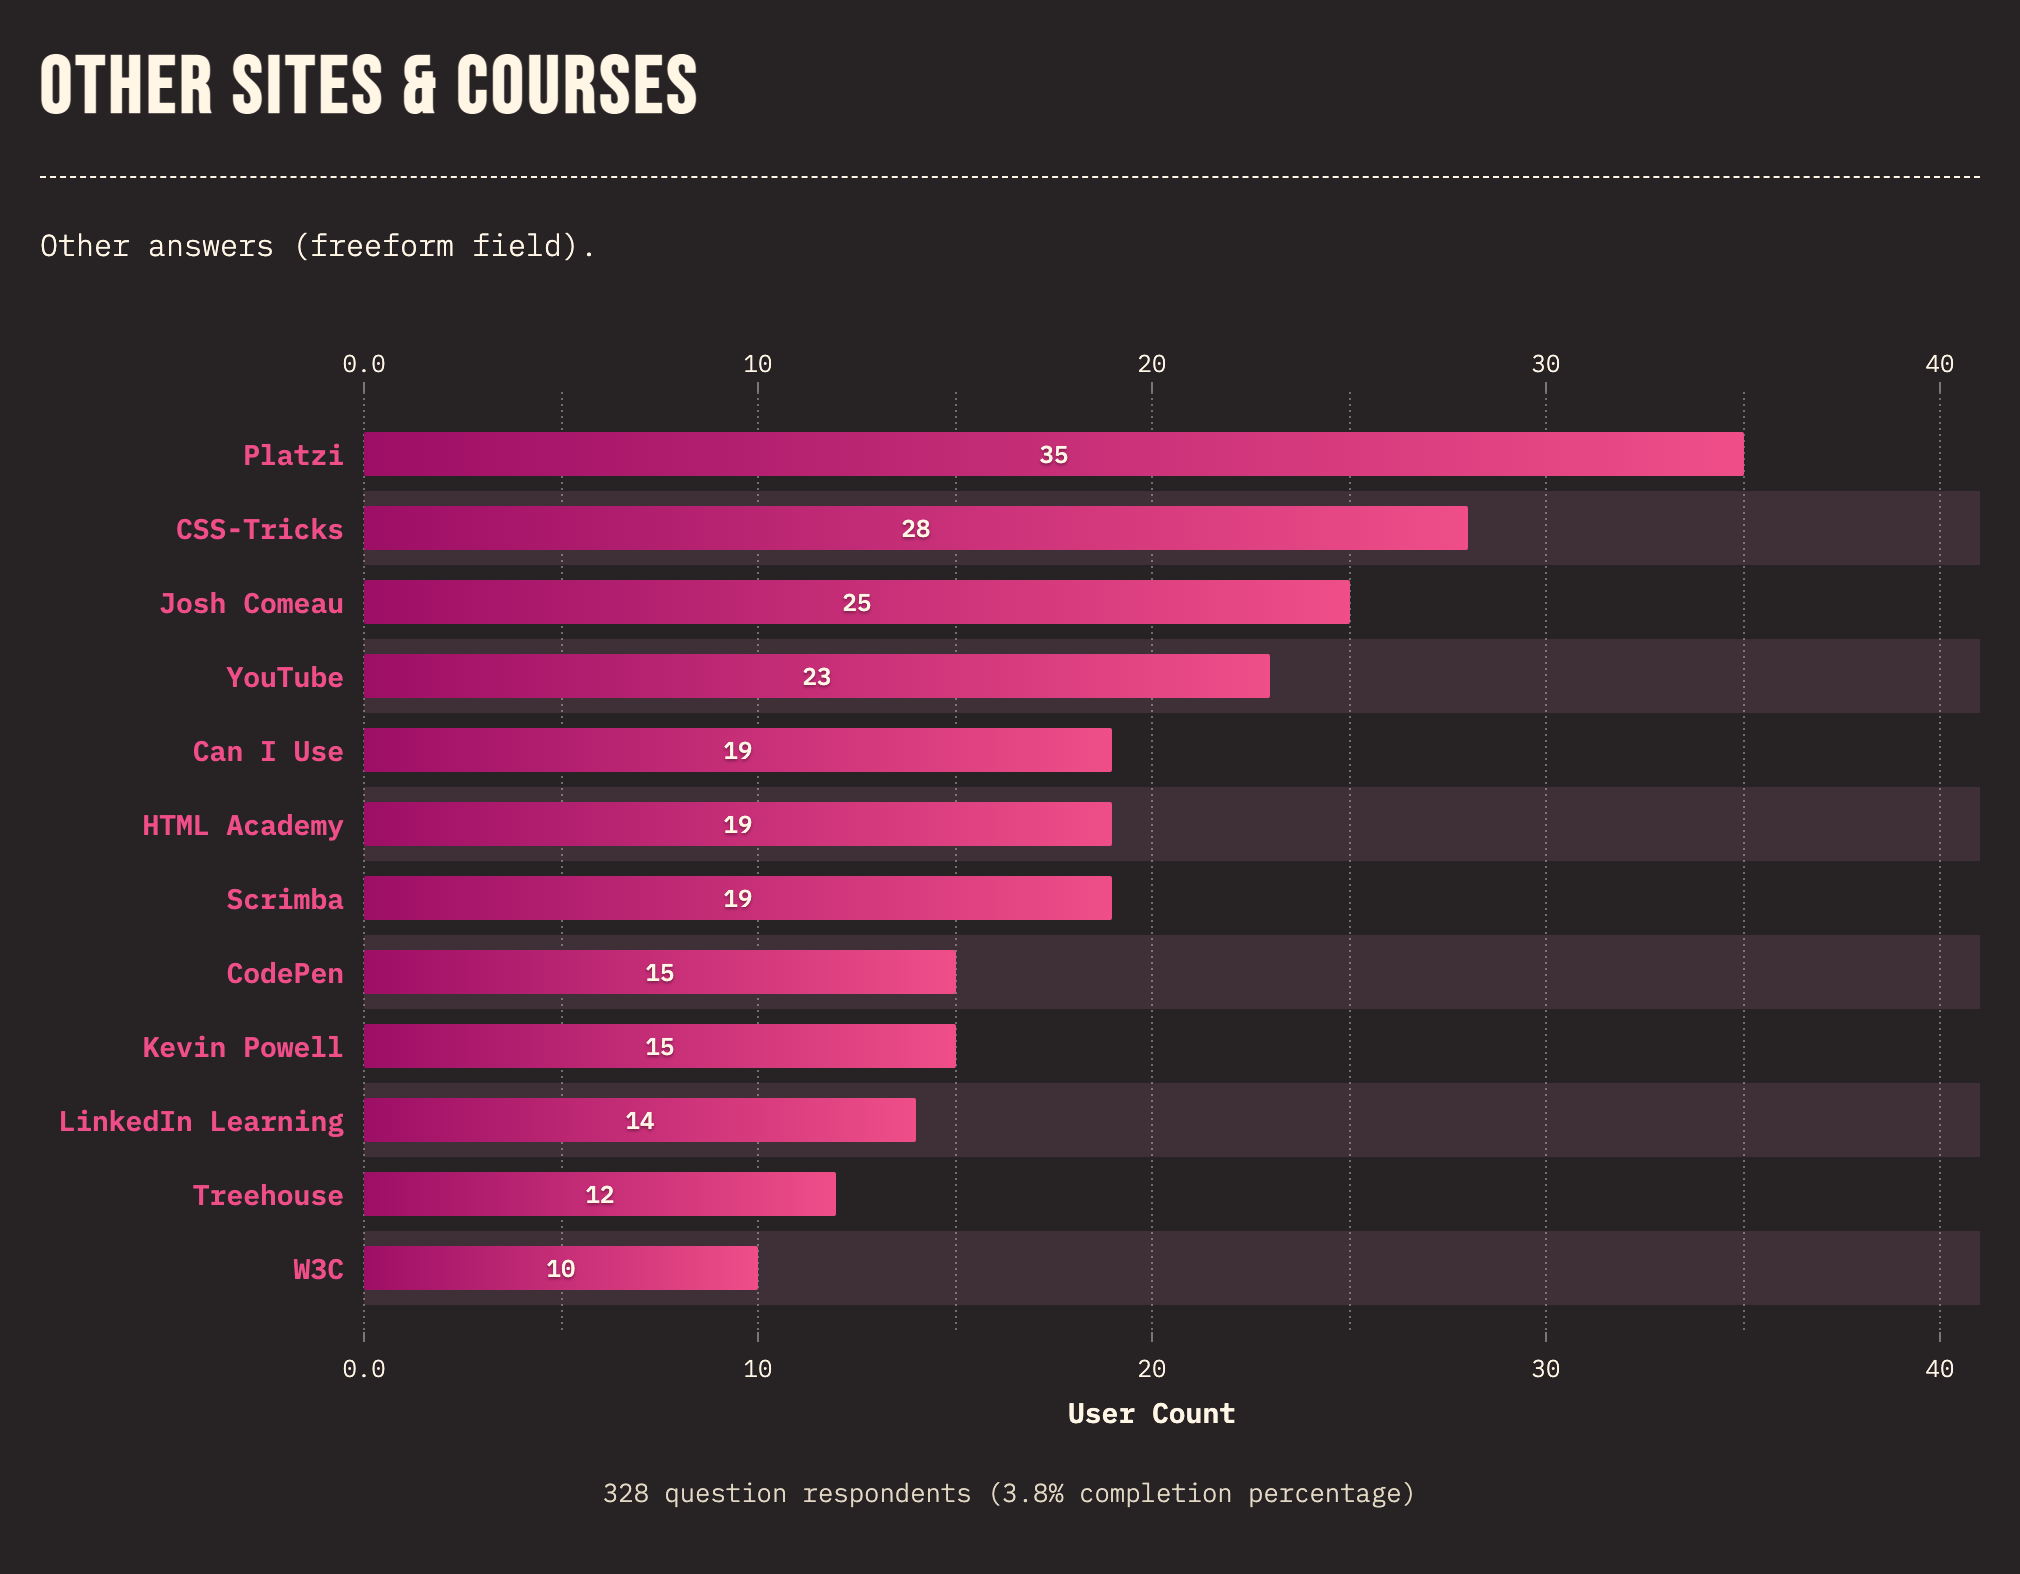 OTHER SITES & COURSES
Other answers (freeform field).
0.0 10 20 30 40
Platzi 35
CSS-Tricks 28
Josh Comeau 25
YouTube 23
Can I Use 19
HTML Academy 19
Scrimba 19
CodePen 15
Kevin Powell 15
LinkedIn Learning 14
Treehouse 12
W3C 10
0.0 10 20 30 40
User Count
328 question respondents (3.8% completion percentage)